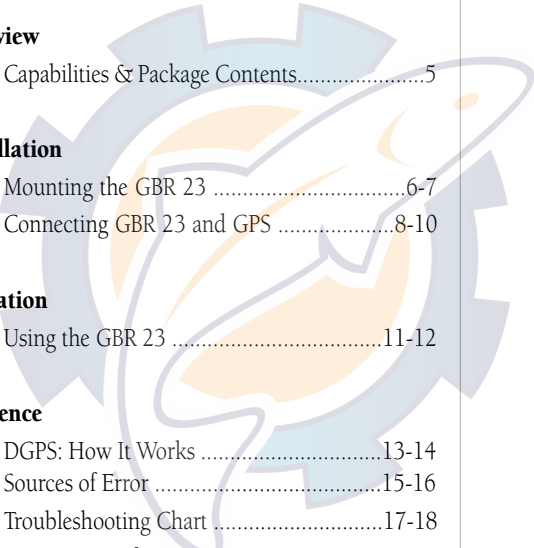 view
Capabilities & Package Contents......................5
llation
Mounting the GBR 23 .................................6-7
Connecting GBR 23 and GPS ....................8-10
ation
Using the GBR 23 ....................................11-12
ence
DGPS: How It Works ...............................13-14
Sources of Error .......................................15-16
Troubleshooting Chart .............................17-18